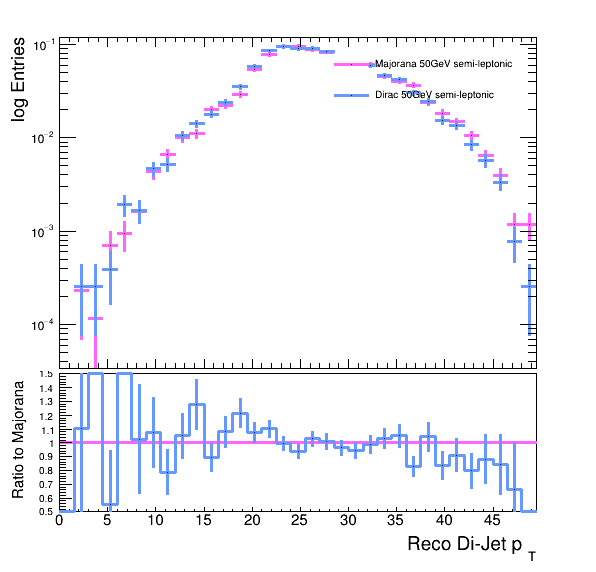 log Entries
10⁻¹
Majorana 50GeV semi-leptonic
Dirac 50GeV semi-leptonic
10⁻²
10⁻³
10⁻⁴
Ratio to Majorana
1.5
1.4
1.3
1.2
1.1
1
0.9
0.8
0.7
0.6
0.5
0 5 10 15 20 25 30 35 40 45
Reco Di-Jet p
T